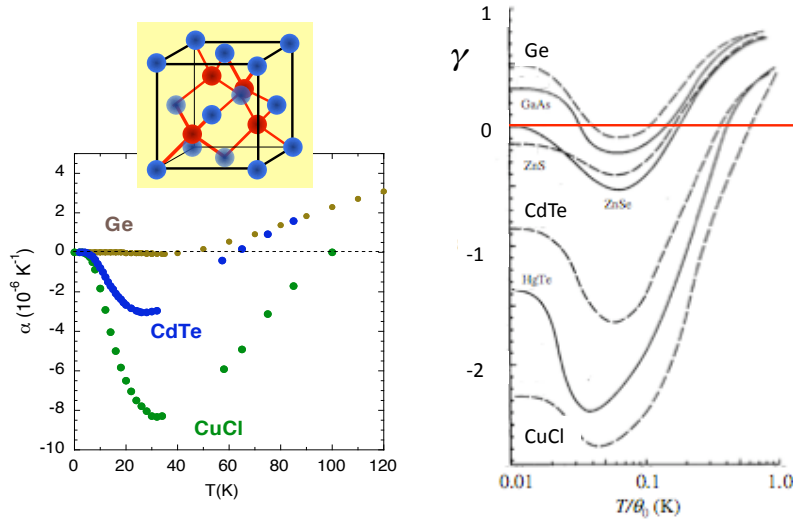 4
2
0
-2
-4
-6
-8
-10
α (10⁻⁶ K⁻¹)
Ge
CdTe
CuCl
0 20 40 60 80 100 120
T(K)
1
γ
Ge
GaAs
0
ZnS
ZnSe
CdTe
-1
HgTe
-2
CuCl
0.01 0.1 1.0
T/θ₀ (K)